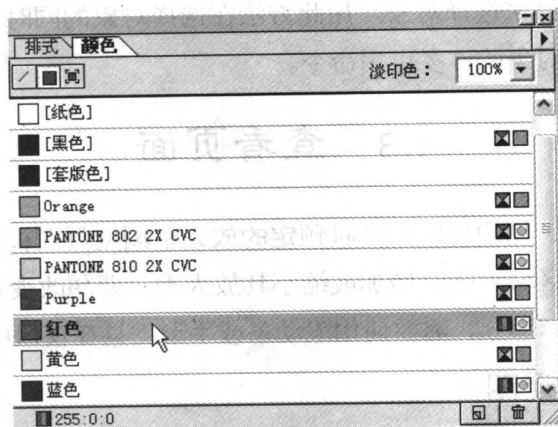 排式 颜色
淡印色： 100%
[纸色]
[黑色]
[套版色]
Orange
PANTONE 802 2X CVC
PANTONE 810 2X CVC
Purple
红色
黄色
蓝色
255:0:0